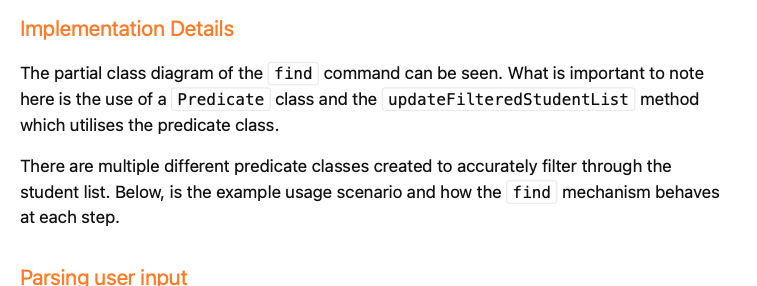 Implementation Details
The partial class diagram of the find command can be seen. What is important to note
here is the use of a Predicate class and the updateFilteredStudentList method
which utilises the predicate class.
There are multiple different predicate classes created to accurately filter through the
student list. Below, is the example usage scenario and how the find mechanism behaves
at each step.
Parsing user input